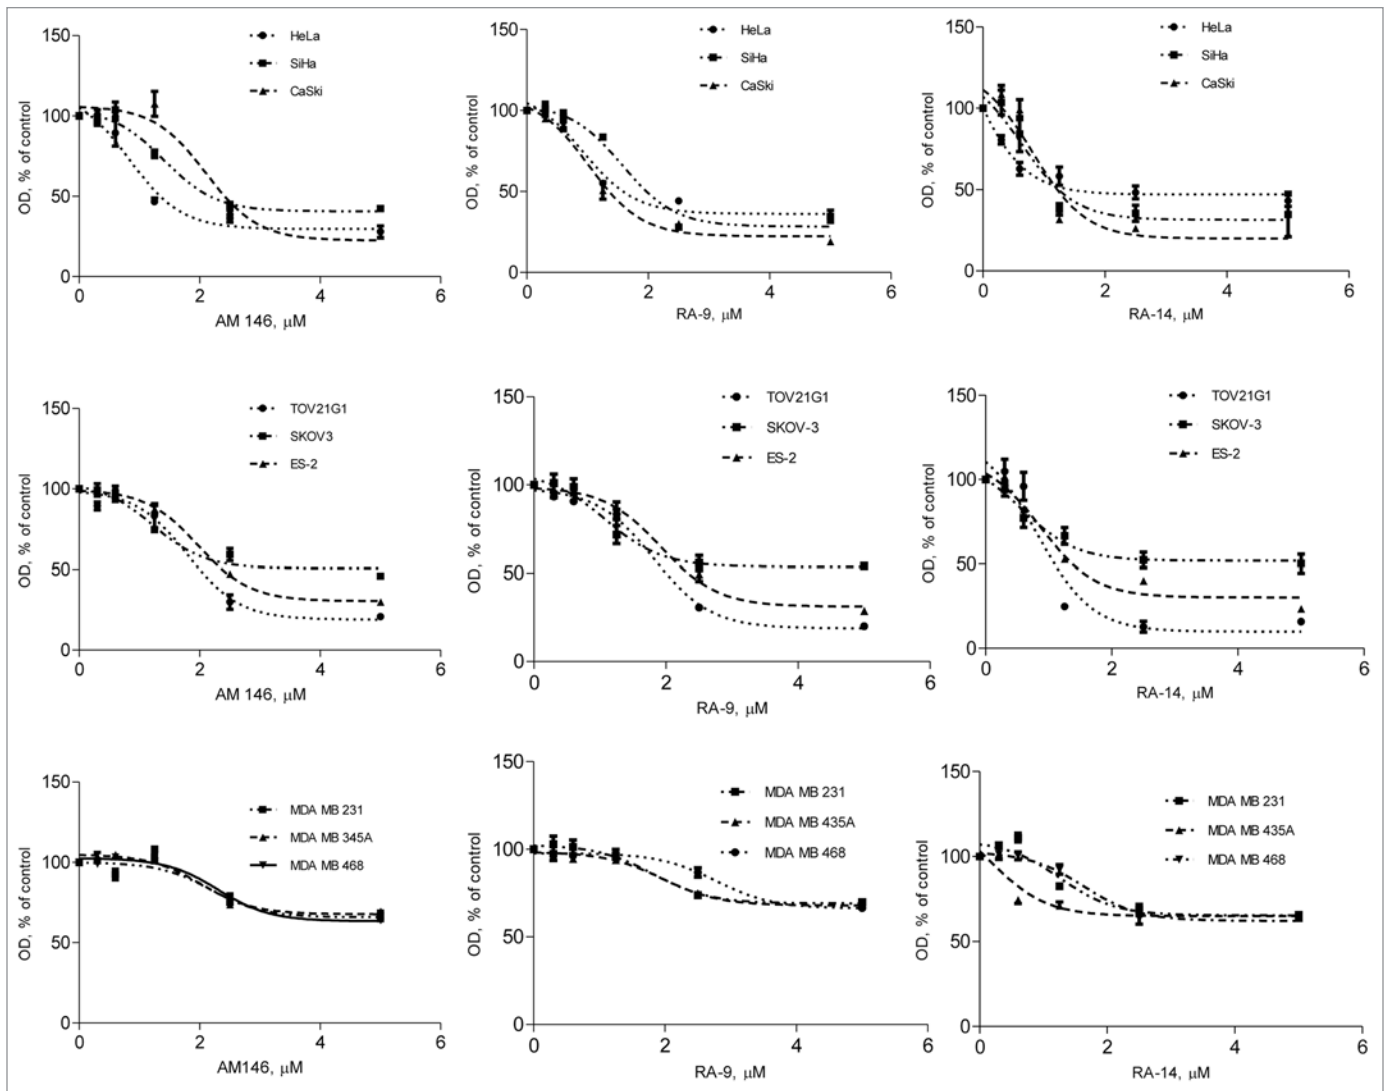 150
100
50
0
OD, % of control
HeLa
SiHa
CaSki
0 2 4 6
AM 146, μM
150
100
50
0
OD, % of control
HeLa
SiHa
CaSki
0 2 4 6
RA-9, μM
150
100
50
0
OD, % of control
HeLa
SiHa
CaSki
0 2 4 6
RA-14, μM
150
100
50
0
OD, % of control
TOV21G1
SKOV3
ES-2
0 2 4 6
AM 146, μM
150
100
50
0
OD, % of control
TOV21G1
SKOV-3
ES-2
0 2 4 6
RA-9, μM
150
100
50
0
OD, % of control
TOV21G1
SKOV-3
ES-2
0 2 4 6
RA-14, μM
150
100
50
0
OD, % of control
MDA MB 231
MDA MB 345A
MDA MB 468
0 2 4 6
AM146, μM
150
100
50
0
OD, % of control
MDA MB 231
MDA MB 435A
MDA MB 468
0 2 4 6
RA-9, μM
150
100
50
0
OD, % of control
MDA MB 231
MDA MB 435A
MDA MB 468
0 2 4 6
RA-14, μM